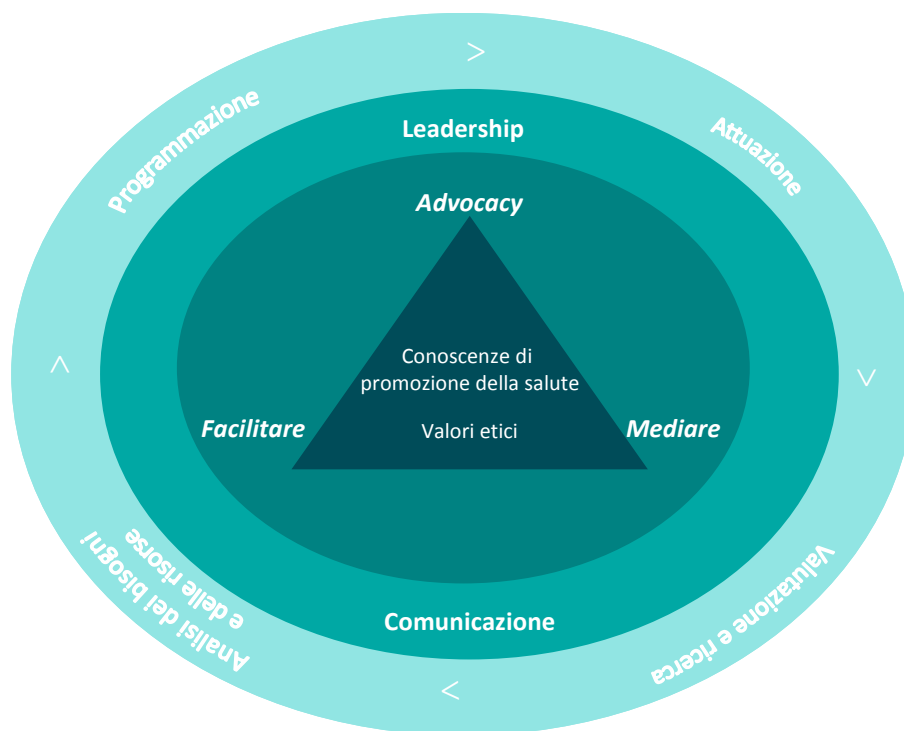 Programmazione
Attuazione
Leadership
Advocacy
Conoscenze di
promozione della salute
Valori etici
Facilitare
Mediare
Analisi dei bisogni
e delle risorse
Comunicazione
Valutazione e ricerca